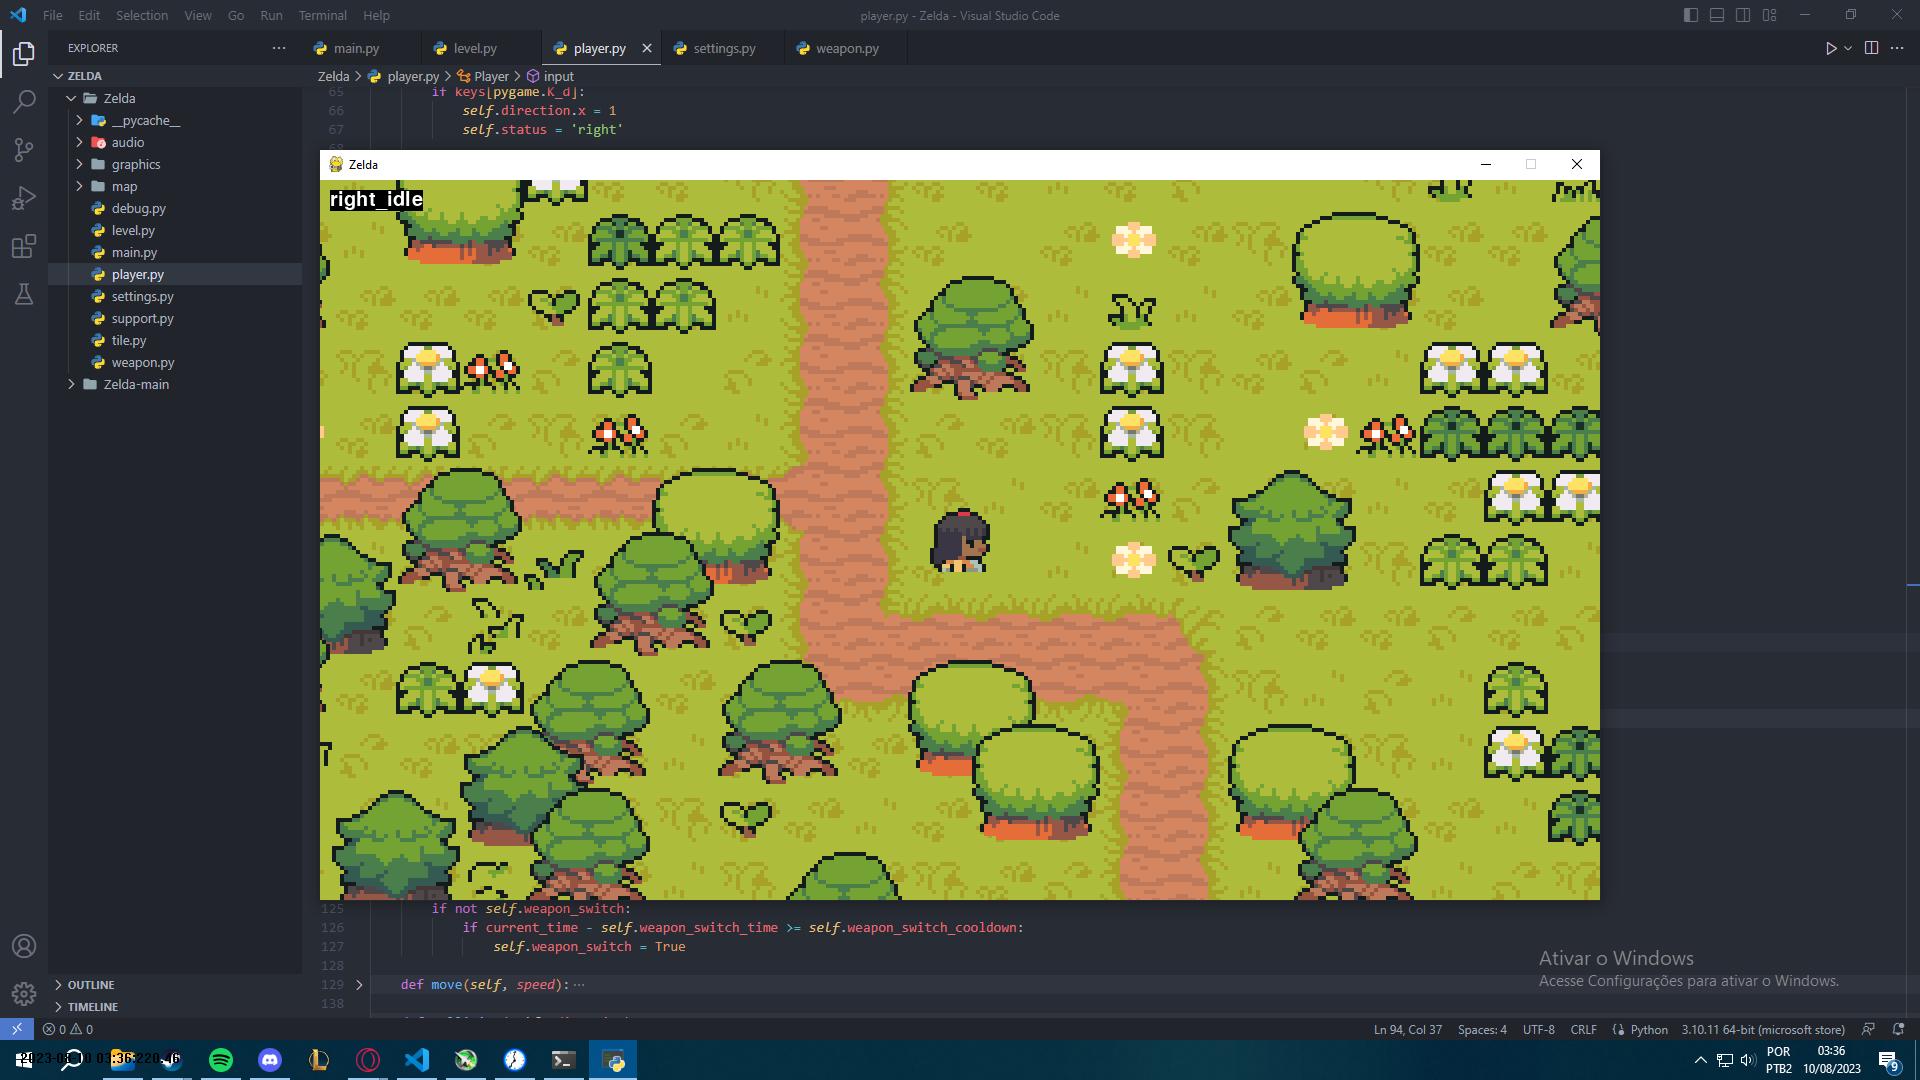 File Edit Selection View Go Run Terminal Help
player.py - Zelda - Visual Studio Code
EXPLORER
main.py level.py player.py settings.py weapon.py
ZELDA
Zelda
__pycache__
audio
graphics
map
debug.py
level.py
main.py
player.py
settings.py
support.py
tile.py
weapon.py
Zelda-main
OUTLINE
TIMELINE
Zelda > player.py > Player > input
65 if keys[pygame.K_d]:
66 self.direction.x = 1
67 self.status = 'right'
68
Zelda
right_idle
125 if not self.weapon_switch:
126 if current_time - self.weapon_switch_time >= self.weapon_switch_cooldown:
127 self.weapon_switch = True
128
129 def move(self, speed):
138
Ativar o Windows
Acesse Configurações para ativar o Windows.
0 0
Ln 94, Col 37 Spaces: 4 UTF-8 CRLF Python 3.10.11 64-bit (microsoft store)
POR
PTB2
03:36
10/08/2023
9